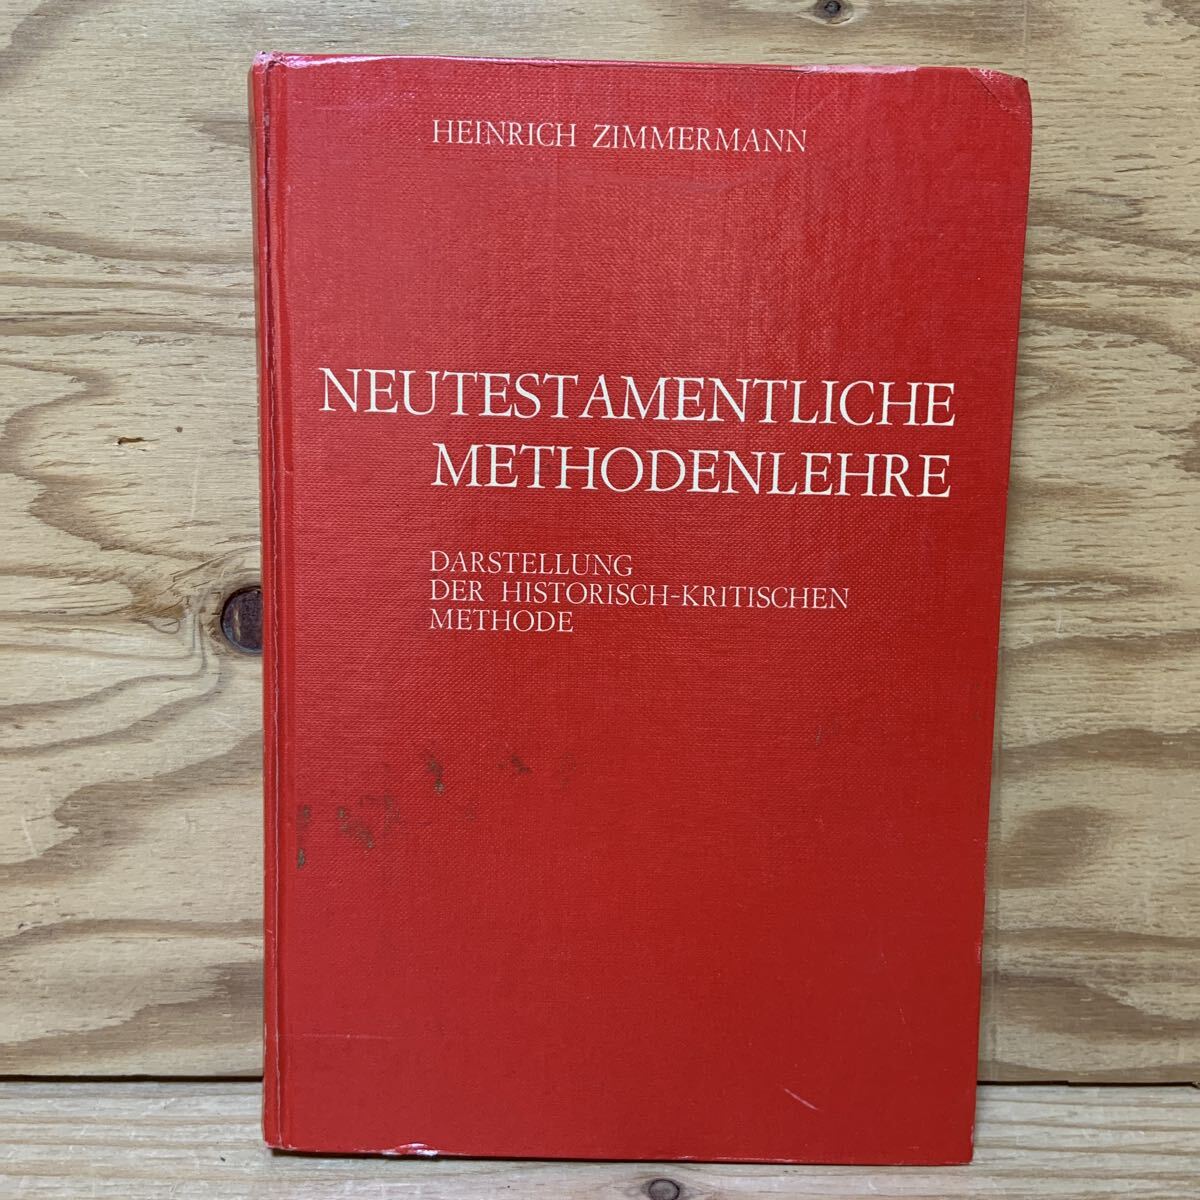 HEINRICH ZIMMERMANN
NEUTESTAMENTLICHE
METHODENLEHRE
DARSTELLUNG
DER HISTORISCH-KRITISCHEN
METHODE